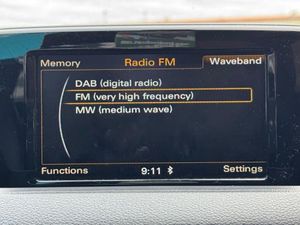 Memory Radio FM Waveband
DAB (digital radio)
FM (very high frequency)
MW (medium wave)
Functions 9:11 Settings